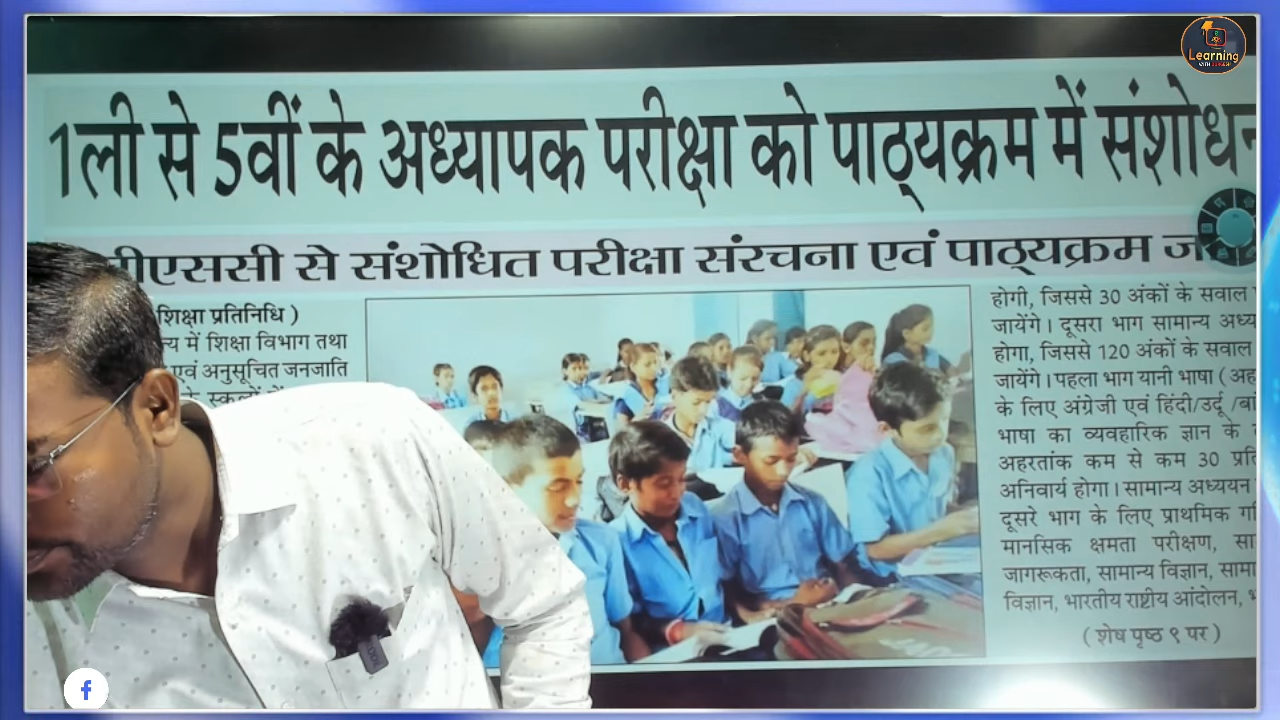 Learning
1ली से 5वीं के अध्यापक परीक्षा को पाठ्यक्रम में संशोधन
से संशोधित परीक्षा संरचना एवं पाठ्यक्रम
शिक्षा प्रतिनिधि )
में शिक्षा विभाग तथा
एवं अनुसूचित जनजाति
होगी, जिससे 30 अंकों के सवाल
जायेंगे। दूसरा भाग सामान्य
होगा, जिससे 120 अंकों के सवाल
जायेंगे। पहला भाग यानी भाषा (
के लिए अंग्रेजी एवं हिंदी/उर्दू
भाषा का व्यवहारिक ज्ञान के
अहरतांक कम से कम 30
अनिवार्य होगा। सामान्य अध्ययन
दूसरे भाग के लिए प्राथमिक
मानसिक क्षमता परीक्षण,
जागरूकता, सामान्य विज्ञान,
विज्ञान, भारतीय राष्ट्रीय आंदोलन,
( शेष पृष्ठ ९ पर )